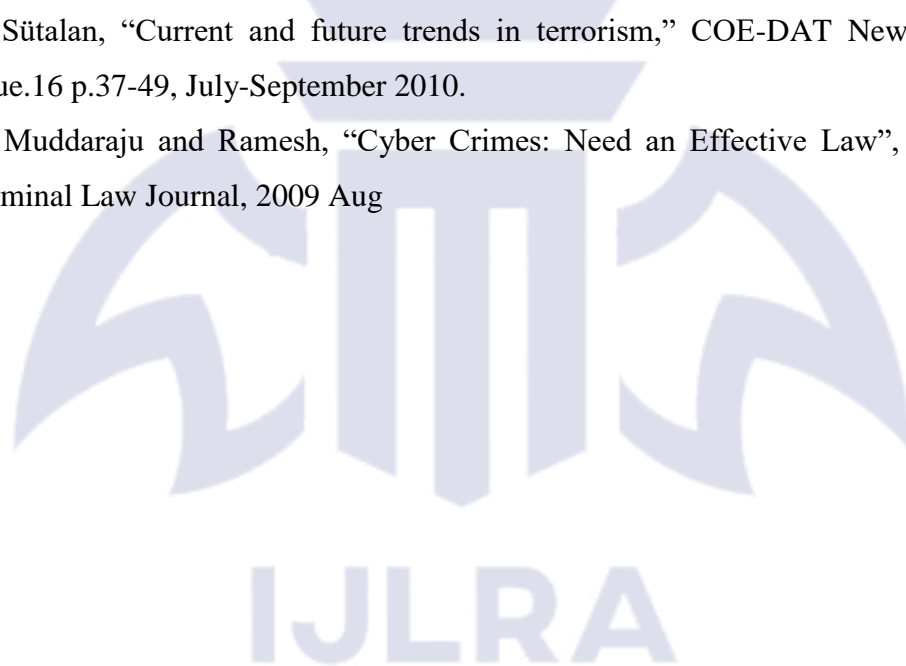 Sütalan, “Current and future trends in terrorism,” COE-DAT New
ue.16 p.37-49, July-September 2010.
Muddaraju and Ramesh, “Cyber Crimes: Need an Effective Law”,
minal Law Journal, 2009 Aug
IJLRA